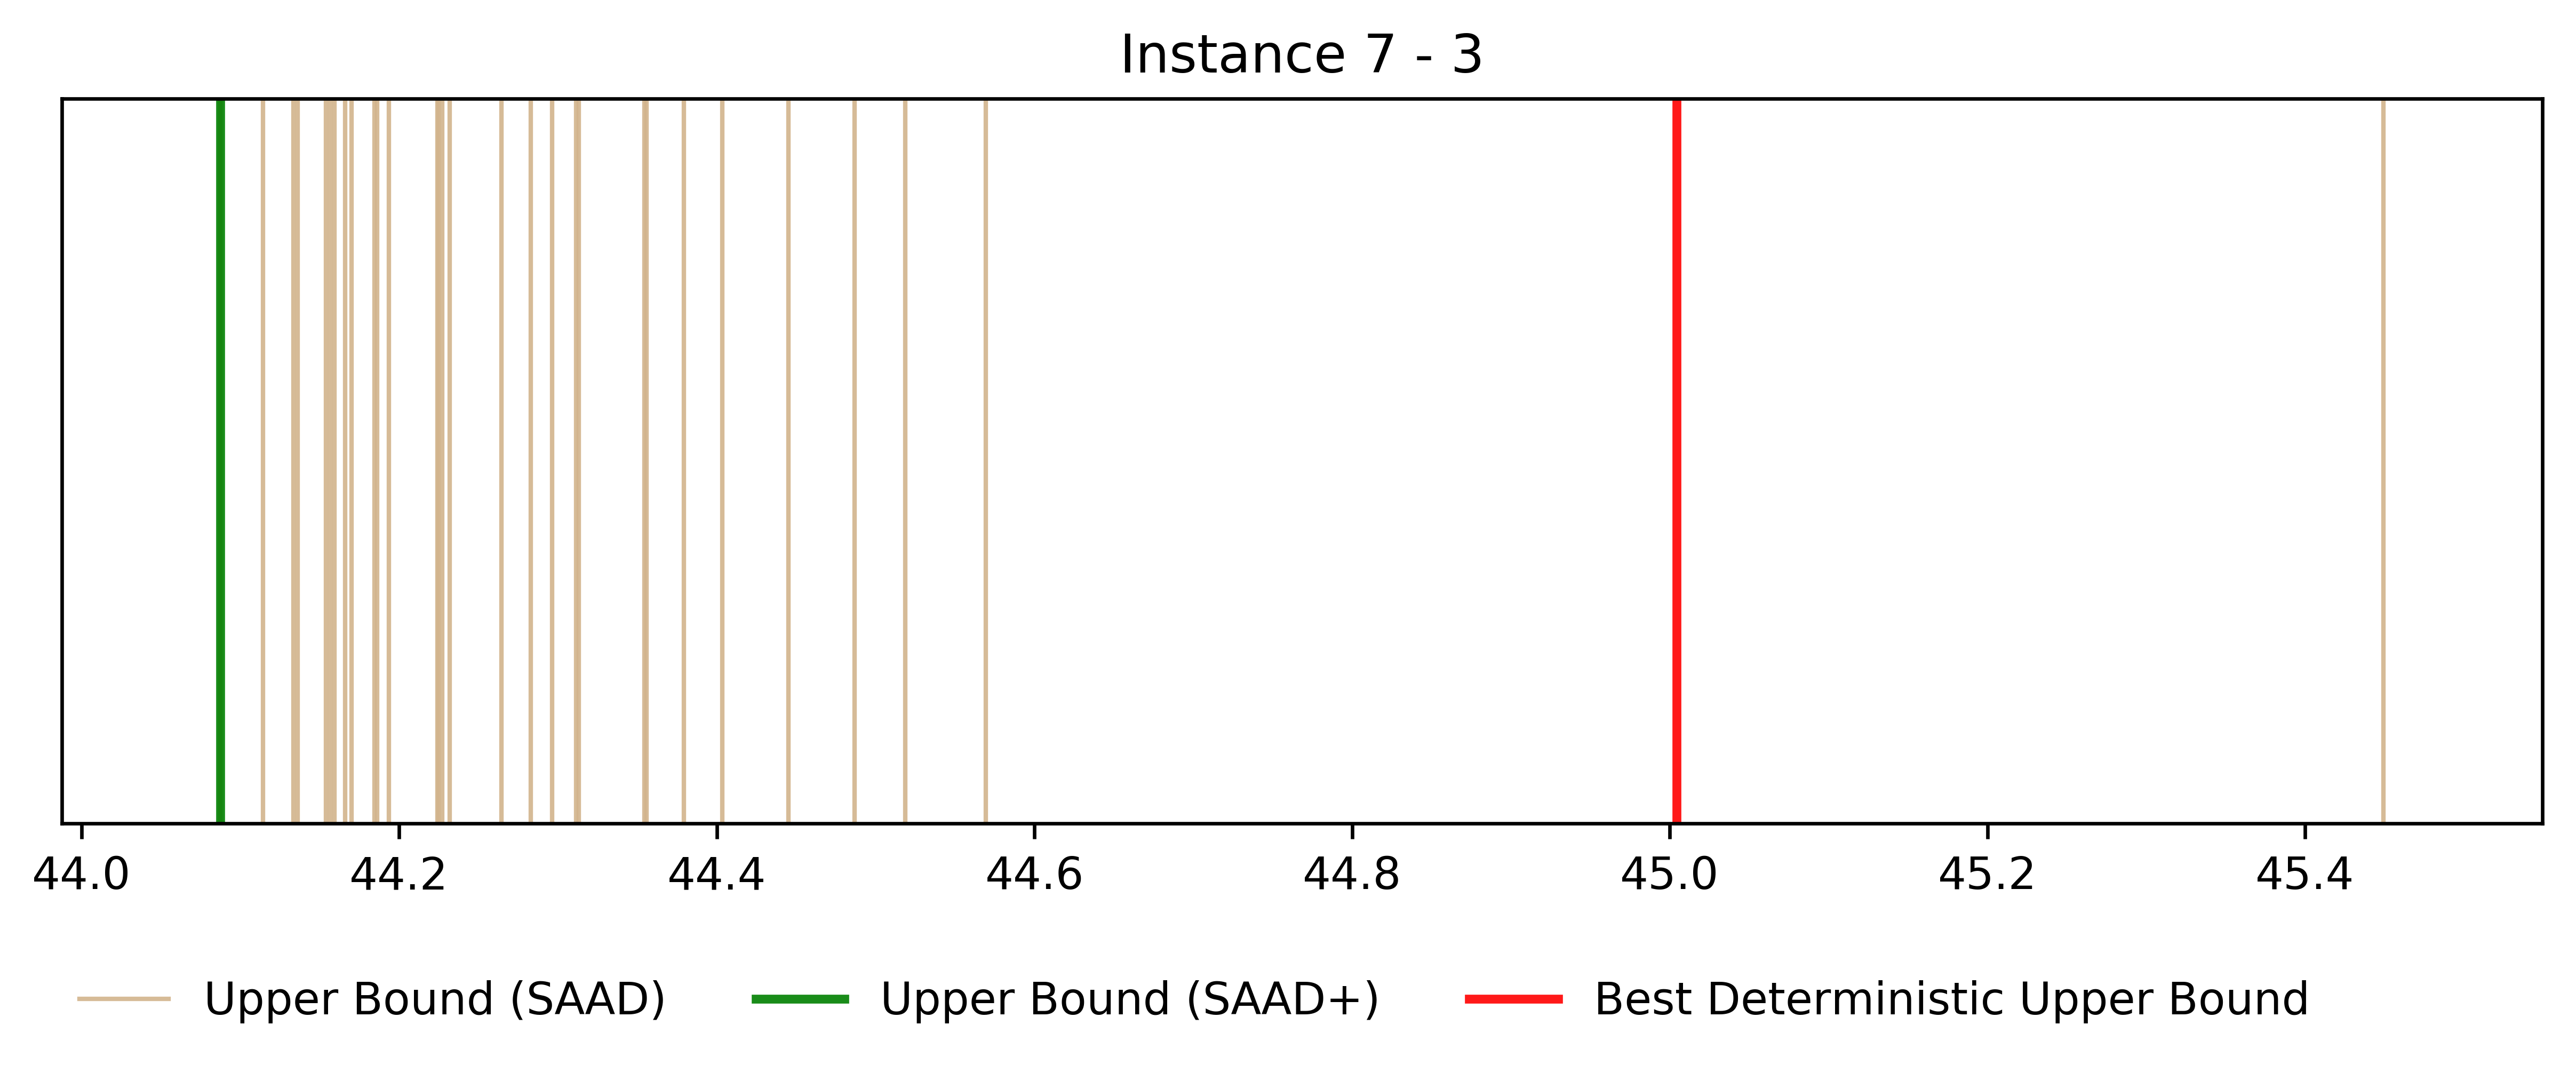 Instance 7 - 3
44.0 44.2 44.4 44.6 44.8 45.0 45.2 45.4
Upper Bound (SAAD) Upper Bound (SAAD+) Best Deterministic Upper Bound